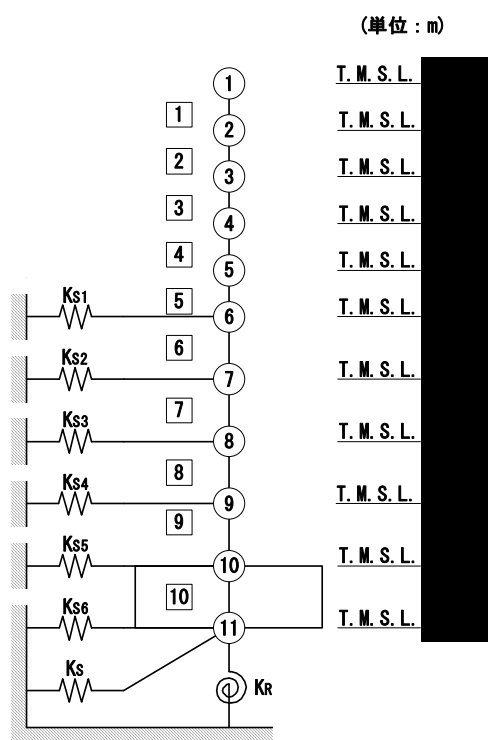 (単位:m)
1 T.M.S.L.
1
2 T.M.S.L.
2
3 T.M.S.L.
3
4 T.M.S.L.
4
5 T.M.S.L.
5
KS1 6 T.M.S.L.
6
KS2 7 T.M.S.L.
7
KS3 8 T.M.S.L.
8
KS4 9 T.M.S.L.
9
KS5 10 T.M.S.L.
10
KS6 11 T.M.S.L.
KS KR